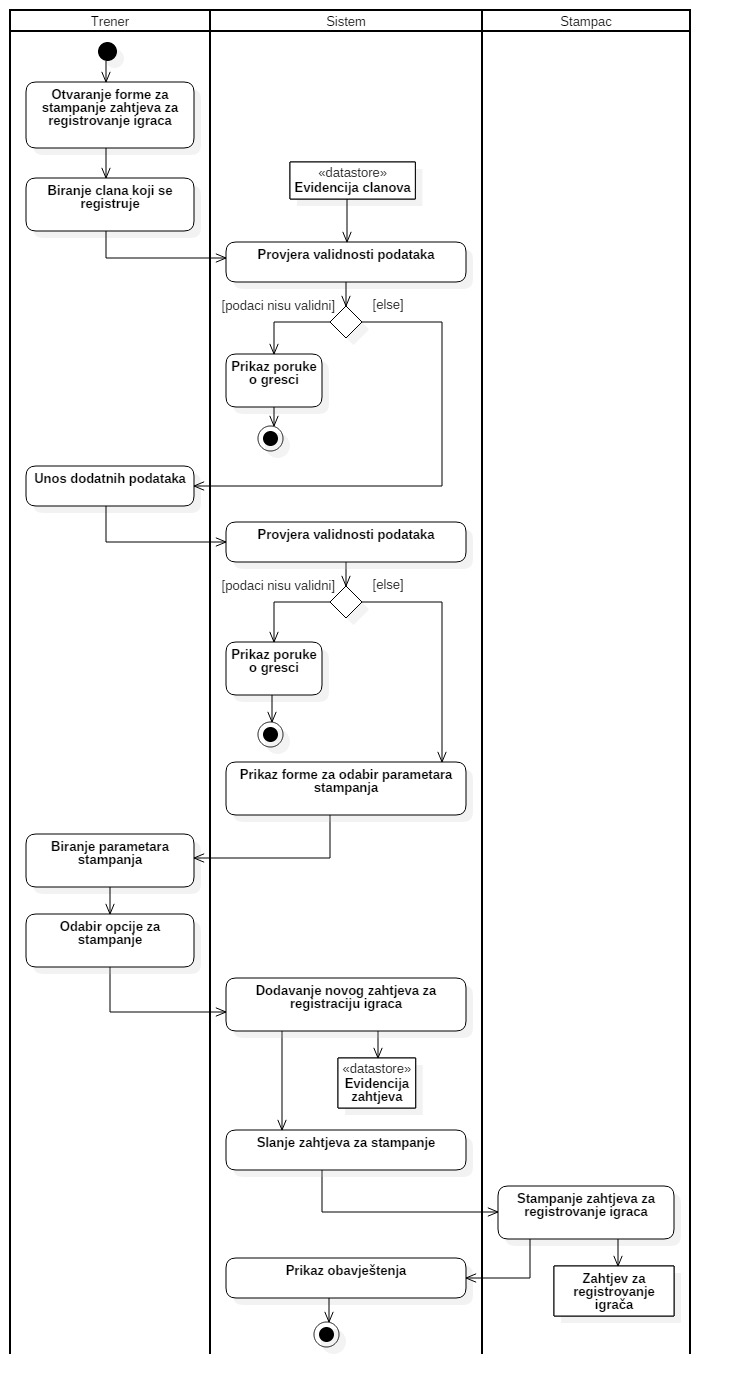 Trener
Sistem
Stampac
Otvaranje forme za
stampanje zahtjeva za
registrovanje igraca
Biranje clana koji se
registruje
«datastore»
Evidencija clanova
Provjera validnosti podataka
[podaci nisu validni]
[else]
Prikaz poruke
o gresci
Unos dodatnih podataka
Provjera validnosti podataka
[podaci nisu validni]
[else]
Prikaz poruke
o gresci
Prikaz forme za odabir parametara
stampanja
Biranje parametara
stampanja
Odabir opcije za
stampanje
Dodavanje novog zahtjeva za
registraciju igraca
«datastore»
Evidencija
zahtjeva
Slanje zahtjeva za stampanje
Stampanje zahtjeva za
registrovanje igraca
Prikaz obavještenja
Zahtjev za
registrovanje
igrača